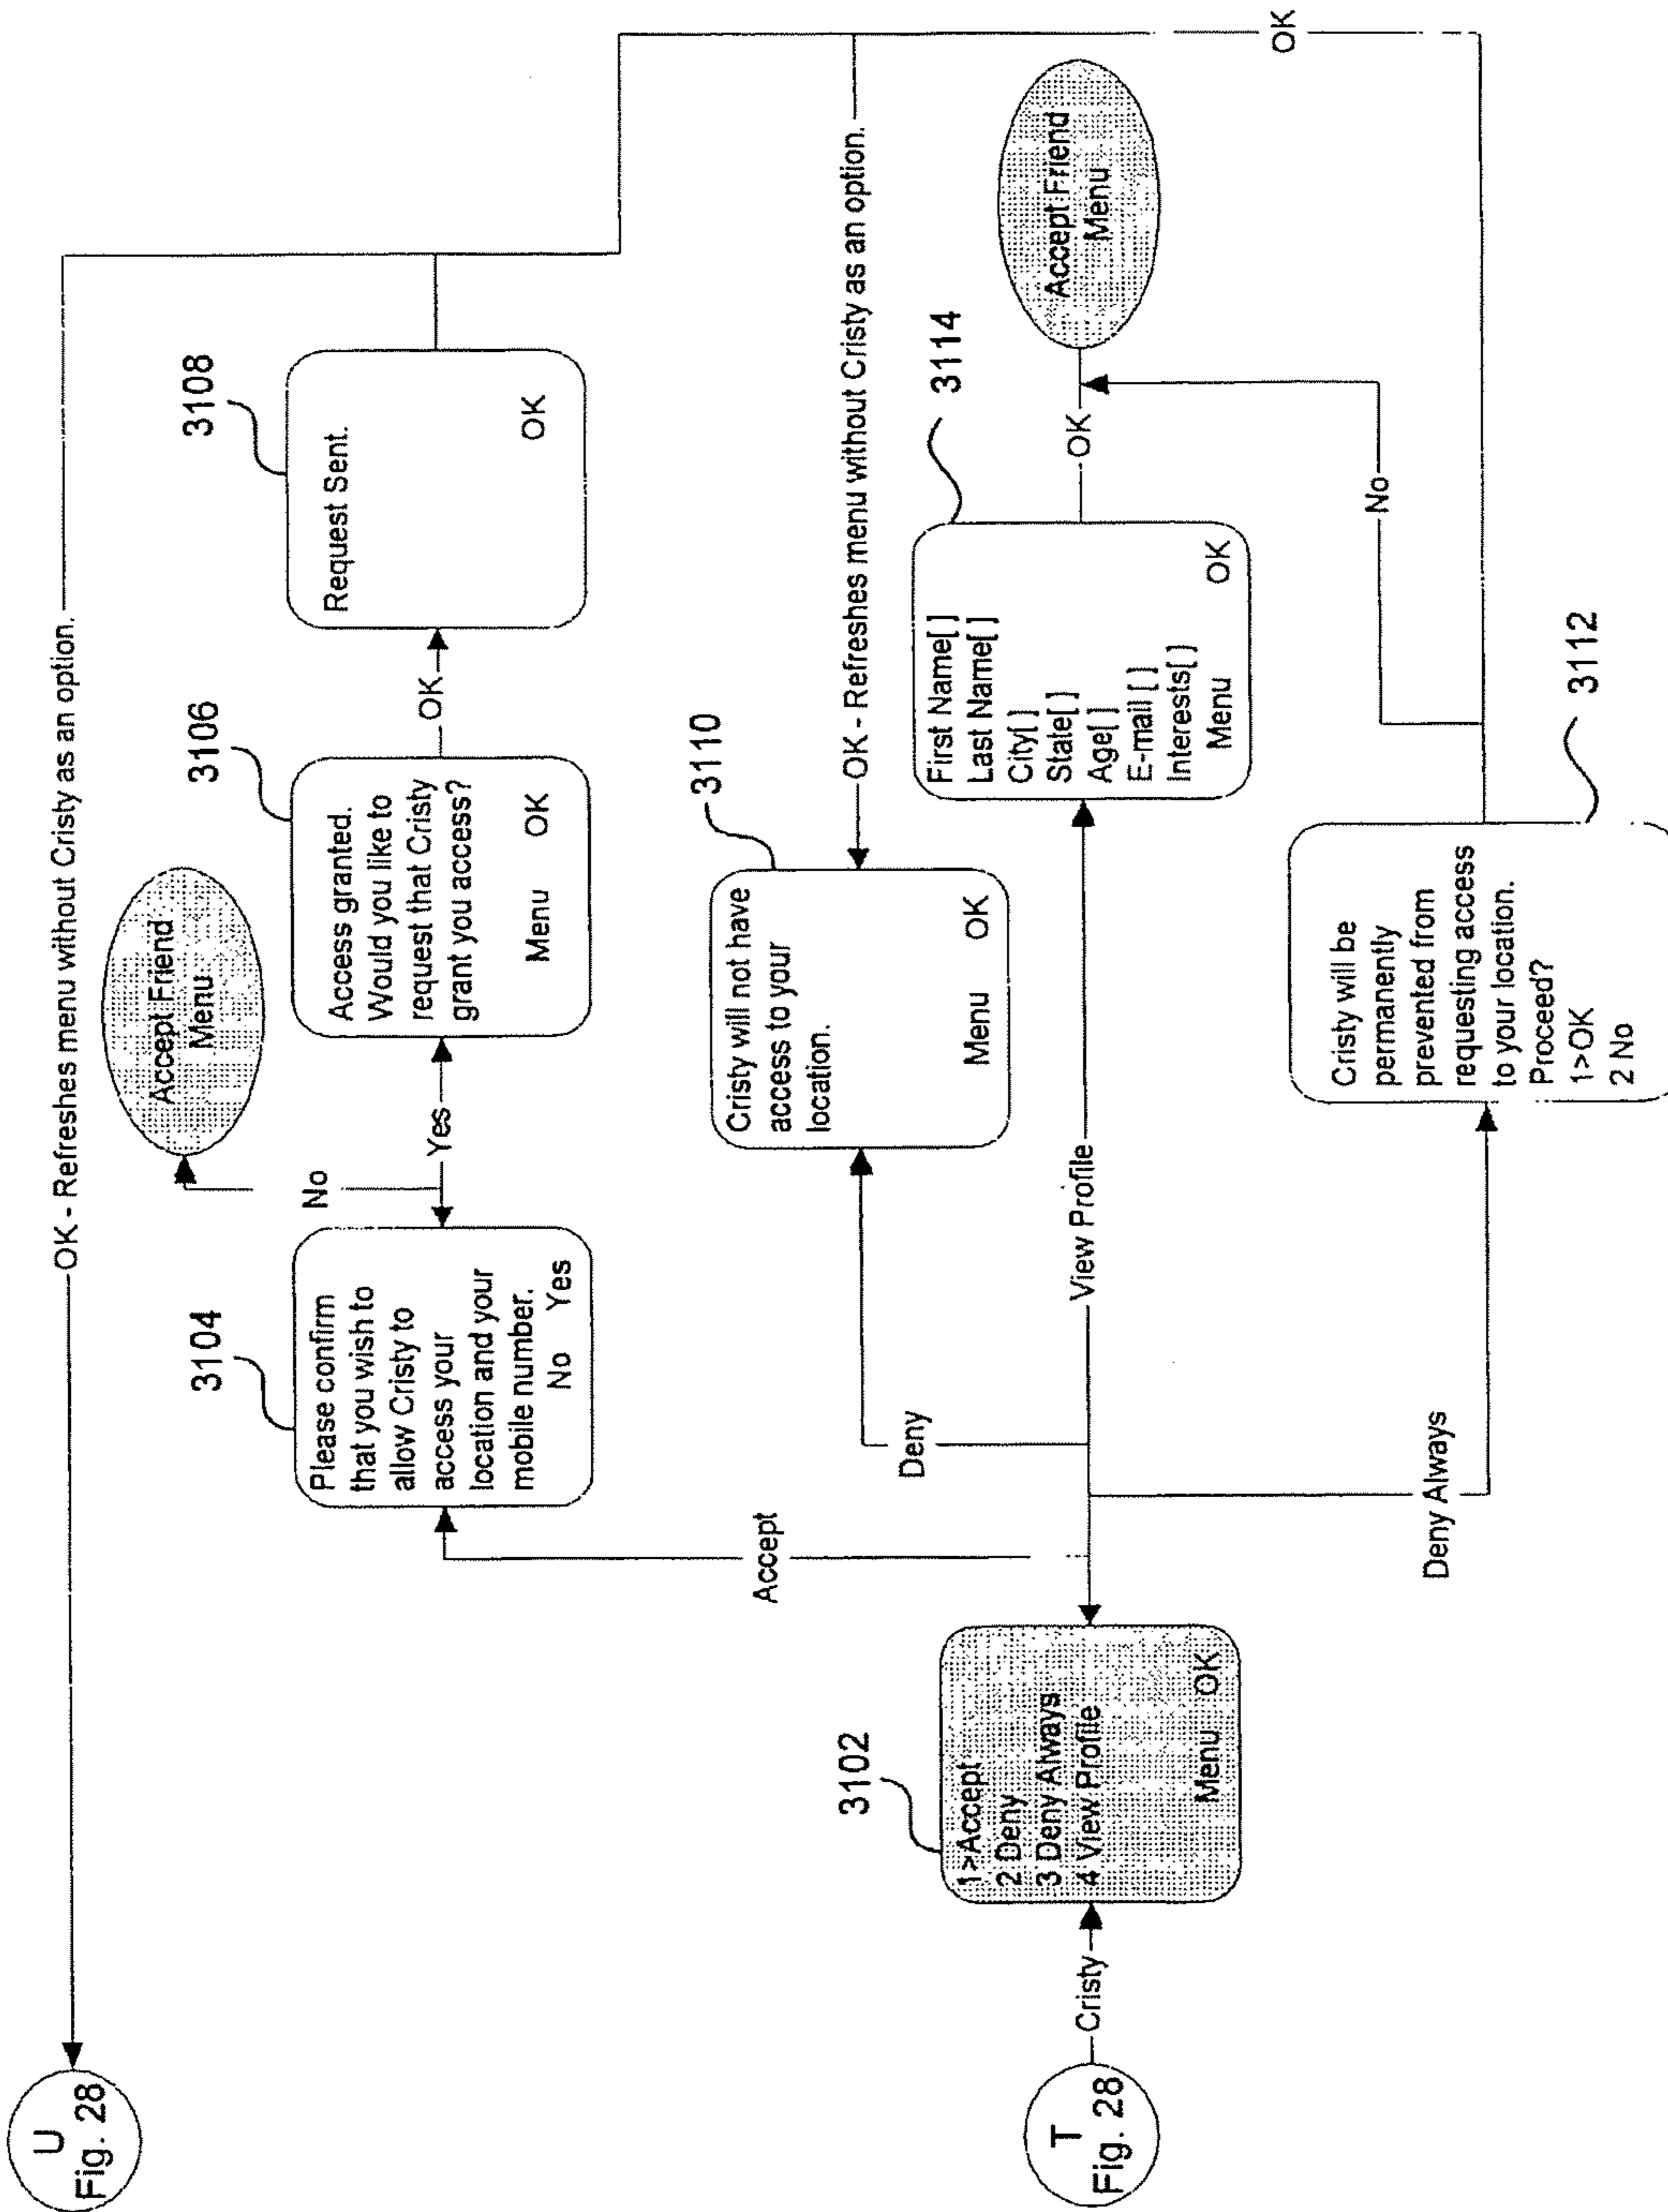 U
Fig. 28
OK - Refreshes menu without Cristy as an option.
Accept Friend
Menu
3104
Please confirm
that you wish to
allow Cristy to
access your
location and your
mobile number.
No Yes
No
Yes
3106
Access granted.
Would you like to
request that Cristy
grant you access?
Menu OK
OK
3108
Request Sent.
OK
Accept
3110
Cristy will not have
access to your
location.
Menu OK
OK - Refreshes menu without Cristy as an option.
Deny
T
Fig. 28
Cristy
3102
1>Accept
2 Deny
3 Deny Always
4 View Profile
Menu OK
View Profile
3114
First Name[ ]
Last Name[ ]
City[ ]
State[ ]
Age[ ]
E-mail [ ]
Interests[ ]
Menu OK
OK
Accept Friend
Menu
No
Deny Always
3112
Cristy will be
permanently
prevented from
requesting access
to your location.
Proceed?
1>OK
2 No
OK